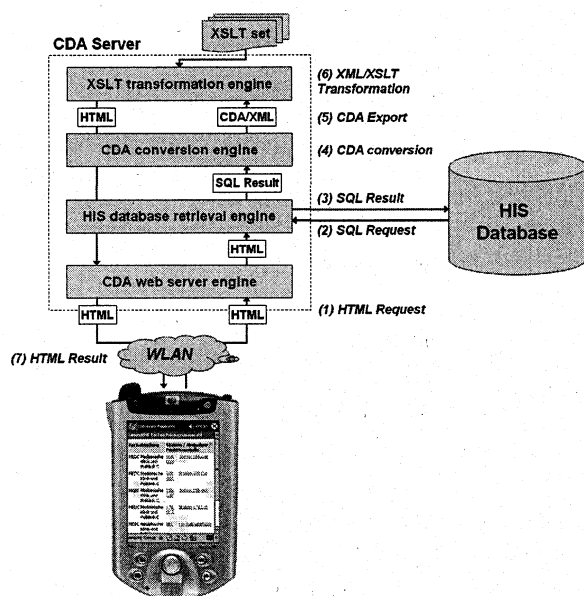 XSLT set
CDA Server
XSLT transformation engine
(6) XML/XSLT
Transformation
HTML
CDA/XML
(5) CDA Export
CDA conversion engine
(4) CDA conversion
SQL Result
(3) SQL Result
HIS database retrieval engine
(2) SQL Request
HIS
Database
HTML
CDA web server engine
HTML
HTML
(1) HTML Request
(7) HTML Result
WLAN